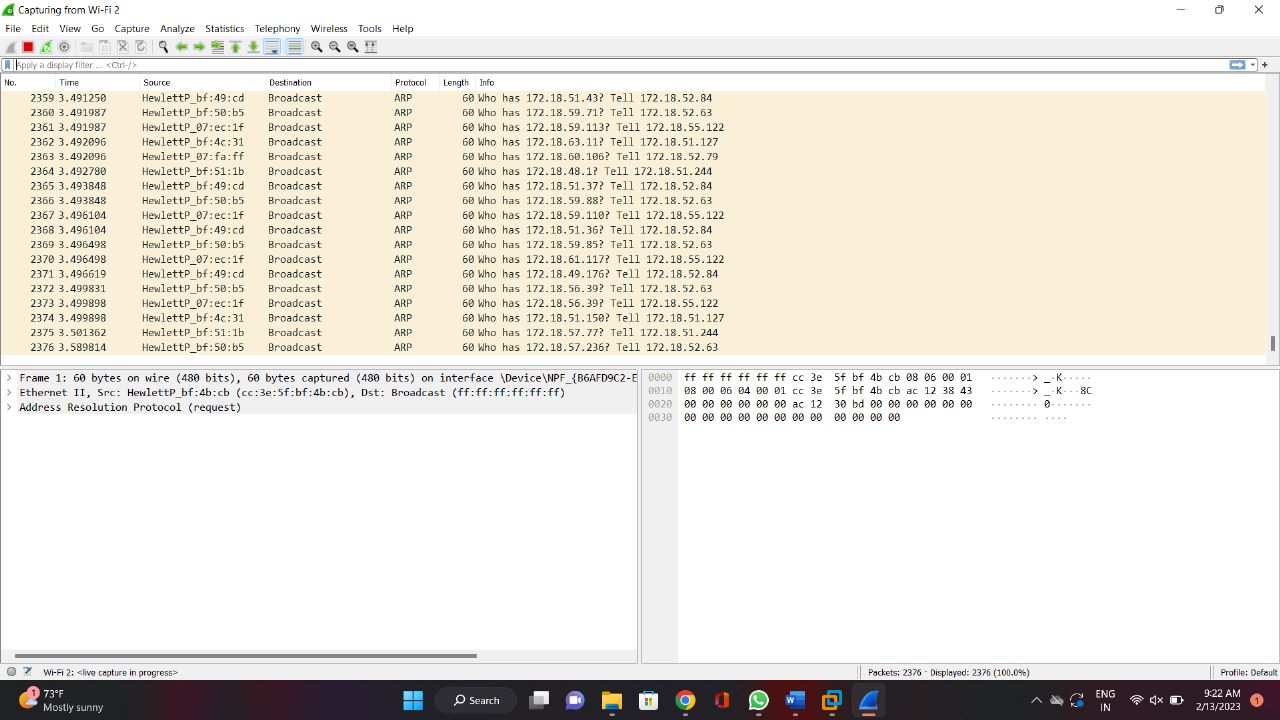 Capturing from Wi-Fi 2
File Edit View Go Capture Analyze Statistics Telephony Wireless Tools Help
Apply a display filter ... <Ctrl-/>
No. Time Source Destination Protocol Length Info
2359 3.491250 HewlettP_bf:49:cd Broadcast ARP 60 Who has 172.18.51.43? Tell 172.18.52.84
2360 3.491987 HewlettP_bf:50:b5 Broadcast ARP 60 Who has 172.18.59.71? Tell 172.18.52.63
2361 3.491987 HewlettP_07:ec:1f Broadcast ARP 60 Who has 172.18.59.113? Tell 172.18.55.122
2362 3.492096 HewlettP_bf:4c:31 Broadcast ARP 60 Who has 172.18.63.11? Tell 172.18.51.127
2363 3.492096 HewlettP_07:fa:ff Broadcast ARP 60 Who has 172.18.60.106? Tell 172.18.52.79
2364 3.492780 HewlettP_bf:51:1b Broadcast ARP 60 Who has 172.18.48.1? Tell 172.18.51.244
2365 3.493848 HewlettP_bf:49:cd Broadcast ARP 60 Who has 172.18.51.37? Tell 172.18.52.84
2366 3.493848 HewlettP_bf:50:b5 Broadcast ARP 60 Who has 172.18.59.88? Tell 172.18.52.63
2367 3.496104 HewlettP_07:ec:1f Broadcast ARP 60 Who has 172.18.59.110? Tell 172.18.55.122
2368 3.496104 HewlettP_bf:49:cd Broadcast ARP 60 Who has 172.18.51.36? Tell 172.18.52.84
2369 3.496498 HewlettP_bf:50:b5 Broadcast ARP 60 Who has 172.18.59.85? Tell 172.18.52.63
2370 3.496498 HewlettP_07:ec:1f Broadcast ARP 60 Who has 172.18.61.117? Tell 172.18.55.122
2371 3.496619 HewlettP_bf:49:cd Broadcast ARP 60 Who has 172.18.49.176? Tell 172.18.52.84
2372 3.499831 HewlettP_bf:50:b5 Broadcast ARP 60 Who has 172.18.56.39? Tell 172.18.52.63
2373 3.499898 HewlettP_07:ec:1f Broadcast ARP 60 Who has 172.18.56.39? Tell 172.18.55.122
2374 3.499898 HewlettP_bf:4c:31 Broadcast ARP 60 Who has 172.18.51.150? Tell 172.18.51.127
2375 3.501362 HewlettP_bf:51:1b Broadcast ARP 60 Who has 172.18.57.77? Tell 172.18.51.244
2376 3.589814 HewlettP_bf:50:b5 Broadcast ARP 60 Who has 172.18.57.236? Tell 172.18.52.63
Frame 1: 60 bytes on wire (480 bits), 60 bytes captured (480 bits) on interface \Device\NPF_{B6AFD9C2-E
Ethernet II, Src: HewlettP_bf:4b:cb (cc:3e:5f:bf:4b:cb), Dst: Broadcast (ff:ff:ff:ff:ff:ff)
Address Resolution Protocol (request)
0000 ff ff ff ff ff ff cc 3e 5f bf 4b cb 08 06 00 01 ·······> _·K·····
0010 08 00 06 04 00 01 cc 3e 5f bf 4b cb ac 12 38 43 ·······> _·K···8C
0020 00 00 00 00 00 00 ac 12 30 bd 00 00 00 00 00 00 ········ 0·······
0030 00 00 00 00 00 00 00 00 00 00 00 00 ········ ····
Wi-Fi 2: <live capture in progress>
Packets: 2376 · Displayed: 2376 (100.0%)
Profile: Default
1
73°F
Mostly sunny
Search
ENG
IN
9:22 AM
2/13/2023
1